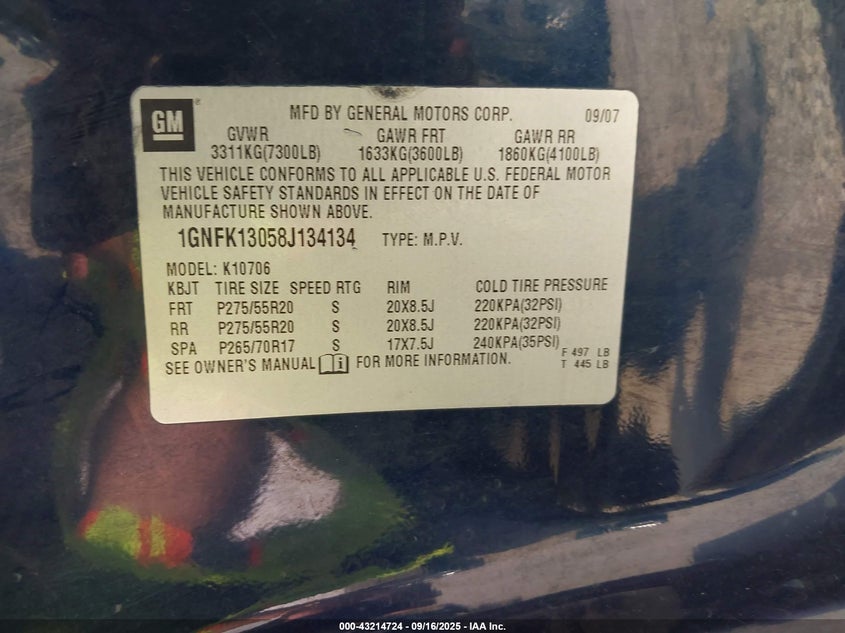 GM
MFD BY GENERAL MOTORS CORP. 09/07
GVWR GAWR FRT GAWR RR
3311KG(7300LB) 1633KG(3600LB) 1860KG(4100LB)
THIS VEHICLE CONFORMS TO ALL APPLICABLE U.S. FEDERAL MOTOR
VEHICLE SAFETY STANDARDS IN EFFECT ON THE DATE OF
MANUFACTURE SHOWN ABOVE.
1GNFK13058J134134 TYPE: M.P.V.
MODEL: K10706
KBJT TIRE SIZE SPEED RTG RIM COLD TIRE PRESSURE
FRT P275/55R20 S 20X8.5J 220KPA(32PSI)
RR P275/55R20 S 20X8.5J 220KPA(32PSI)
SPA P265/70R17 S 17X7.5J 240KPA(35PSI)
F 497 LB
SEE OWNER'S MANUAL i FOR MORE INFORMATION.
T 445 LB
000-43214724 - 09/16/2025 - IAA Inc.